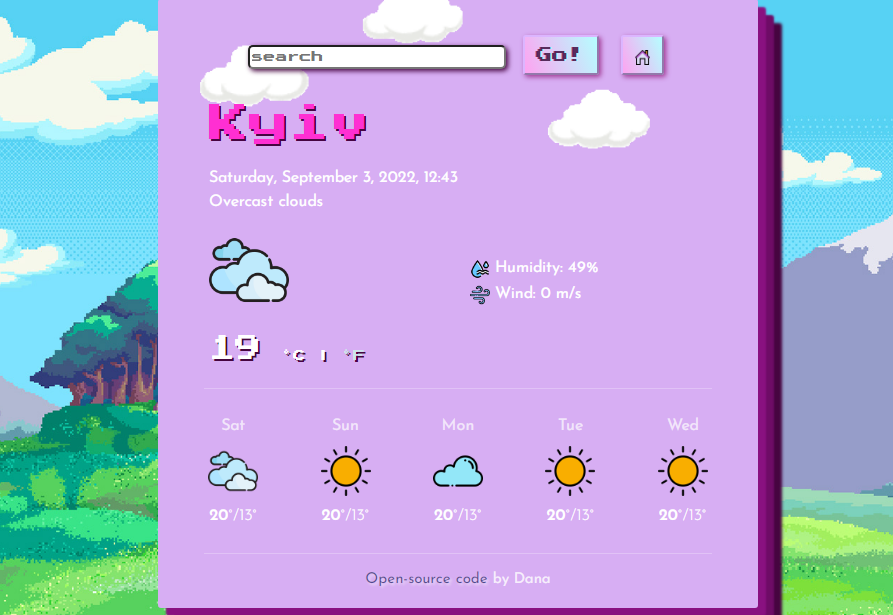 search Go!
Kyiv
Saturday, September 3, 2022, 12:43
Overcast clouds
Humidity: 49%
Wind: 0 m/s
19 °C | °F
Sat Sun Mon Tue Wed
20°/13° 20°/13° 20°/13° 20°/13° 20°/13°
Open-source code by Dana